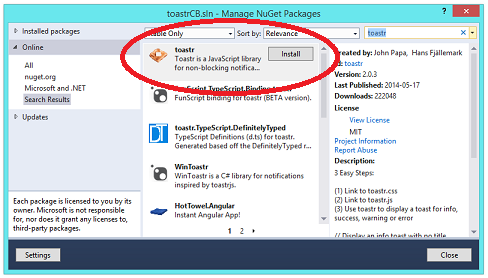 toastrCB.sln - Manage NuGet Packages
Installed packages
Online
All
nuget.org
Microsoft and .NET
Search Results
Updates
Each package is licensed to you by its owner. Microsoft is not responsible for, nor does it grant any licenses to, third-party packages.
Only
Sort by: Relevance
toastr
toastr
Toastr is a JavaScript library
for non-blocking notifica...
Install
FunScript binding for toastr (BETA version).
toastr.TypeScript.DefinitelyTyped
TypeScript Definitions (d.ts) for toastr.
Generated based off the DefinitelyTyped r...
WinToastr
WinToastr is a C# library for notifications
inspired by toastrjs.
HotTowel.Angular
Instant Angular App!
1 2
Created by: John Papa, Hans Fjällemark
Id: toastr
Version: 2.0.3
Last Published: 2014-05-17
Downloads: 222048
License
View License
MIT
Project Information
Report Abuse
Description:
3 Easy Steps:
(1) Link to toastr.css
(2) Link to toastr.js
(3) Use toastr to display a toast for info,
success, warning or error
// Display an info toast with no title
Settings
Close